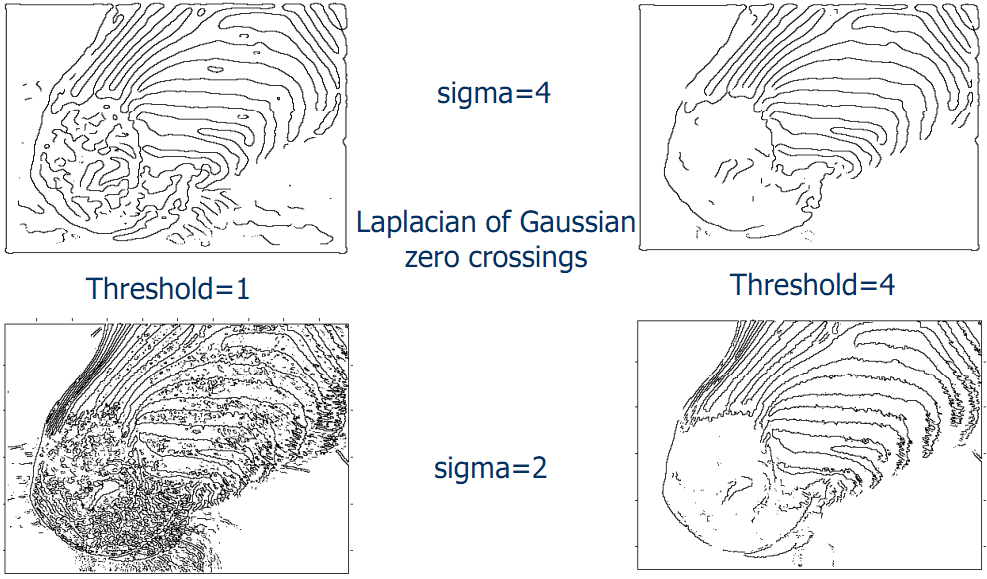 sigma=4
Laplacian of Gaussian
zero crossings
Threshold=1
Threshold=4
sigma=2